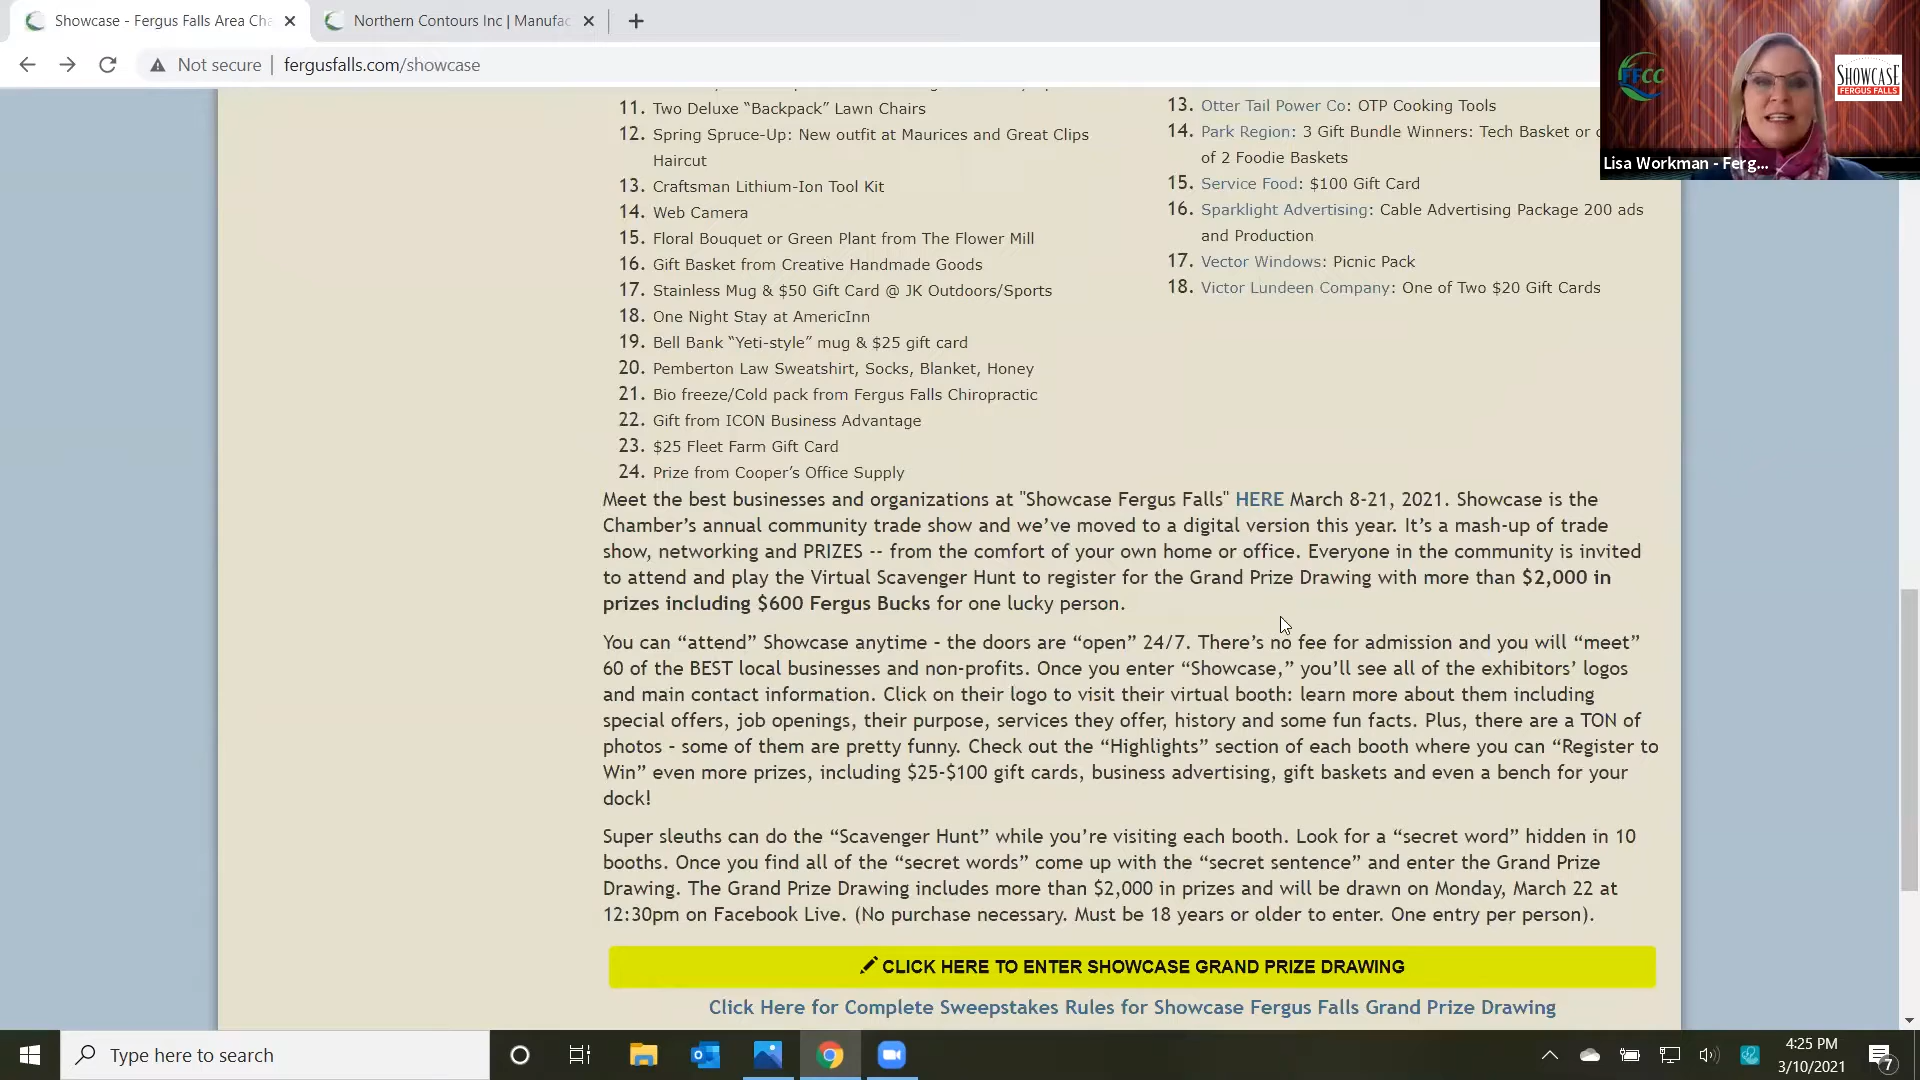 Showcase - Fergus Falls Area Cha
Northern Contours Inc | Manufac
Not secure
fergusfalls.com/showcase
FFCC
SHOWCASE
FERGUS FALLS
Lisa Workman - Ferg...
11. Two Deluxe “Backpack” Lawn Chairs
12. Spring Spruce-Up: New outfit at Maurices and Great Clips
Haircut
13. Craftsman Lithium-Ion Tool Kit
14. Web Camera
15. Floral Bouquet or Green Plant from The Flower Mill
16. Gift Basket from Creative Handmade Goods
17. Stainless Mug & $50 Gift Card @ JK Outdoors/Sports
18. One Night Stay at AmericInn
19. Bell Bank “Yeti-style” mug & $25 gift card
20. Pemberton Law Sweatshirt, Socks, Blanket, Honey
21. Bio freeze/Cold pack from Fergus Falls Chiropractic
22. Gift from ICON Business Advantage
23. $25 Fleet Farm Gift Card
24. Prize from Cooper’s Office Supply
13. Otter Tail Power Co: OTP Cooking Tools
14. Park Region: 3 Gift Bundle Winners: Tech Basket or
of 2 Foodie Baskets
15. Service Food: $100 Gift Card
16. Sparklight Advertising: Cable Advertising Package 200 ads
and Production
17. Vector Windows: Picnic Pack
18. Victor Lundeen Company: One of Two $20 Gift Cards
Meet the best businesses and organizations at "Showcase Fergus Falls" HERE March 8-21, 2021. Showcase is the
Chamber’s annual community trade show and we’ve moved to a digital version this year. It’s a mash-up of trade
show, networking and PRIZES -- from the comfort of your own home or office. Everyone in the community is invited
to attend and play the Virtual Scavenger Hunt to register for the Grand Prize Drawing with more than $2,000 in
prizes including $600 Fergus Bucks for one lucky person.
You can “attend” Showcase anytime – the doors are “open” 24/7. There’s no fee for admission and you will “meet”
60 of the BEST local businesses and non-profits. Once you enter “Showcase,” you’ll see all of the exhibitors’ logos
and main contact information. Click on their logo to visit their virtual booth: learn more about them including
special offers, job openings, their purpose, services they offer, history and some fun facts. Plus, there are a TON of
photos – some of them are pretty funny. Check out the “Highlights” section of each booth where you can “Register to
Win” even more prizes, including $25-$100 gift cards, business advertising, gift baskets and even a bench for your
dock!
Super sleuths can do the “Scavenger Hunt” while you’re visiting each booth. Look for a “secret word” hidden in 10
booths. Once you find all of the “secret words” come up with the “secret sentence” and enter the Grand Prize
Drawing. The Grand Prize Drawing includes more than $2,000 in prizes and will be drawn on Monday, March 22 at
12:30pm on Facebook Live. (No purchase necessary. Must be 18 years or older to enter. One entry per person).
CLICK HERE TO ENTER SHOWCASE GRAND PRIZE DRAWING
Click Here for Complete Sweepstakes Rules for Showcase Fergus Falls Grand Prize Drawing
Type here to search
4:25 PM
3/10/2021
7